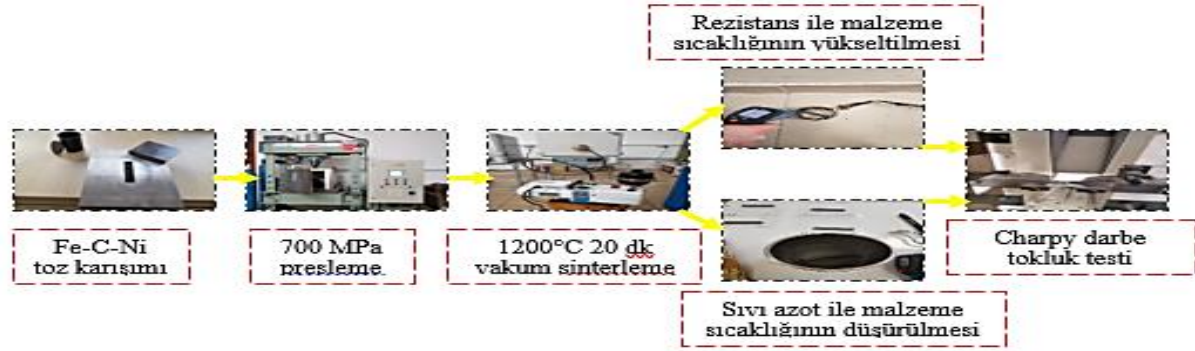 Rezistans ile malzeme
sıcaklığının yükseltilmesi
Fe-C-Ni
toz karışımı
700 MPa
presleme
1200°C 20 dk
vakum sinterleme
Charpy darbe
tokluk testi
Sıvı azot ile malzeme
sıcaklığının düşürülmesi